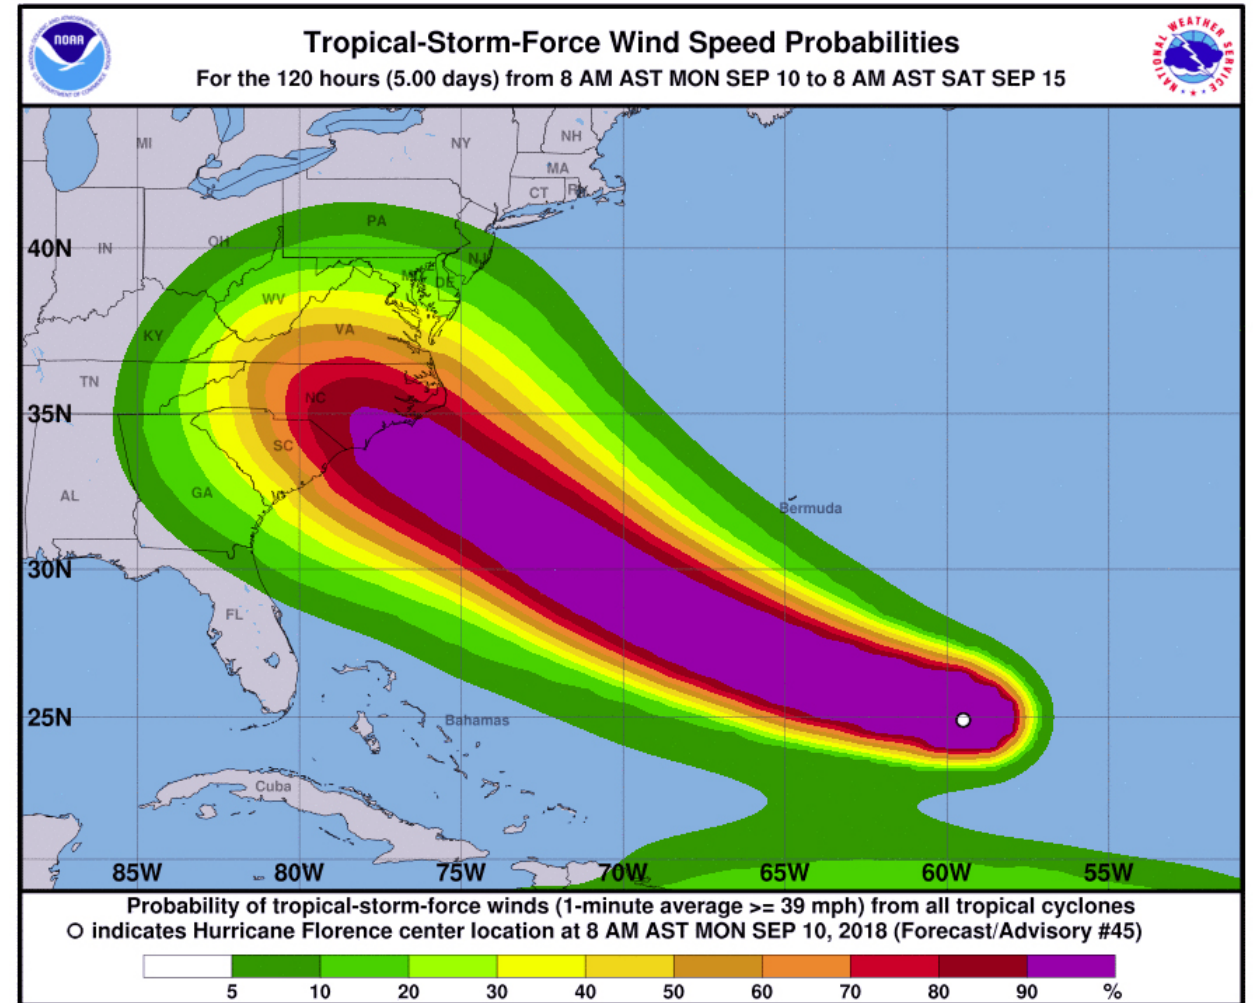 Tropical-Storm-Force Wind Speed Probabilities
For the 120 hours (5.00 days) from 8 AM AST MON SEP 10 to 8 AM AST SAT SEP 15
NOAA
NATIONAL WEATHER SERVICE
MI
NY
NH
MA
CT
RI
40N
IN
OH
PA
NJ
MD
DE
WV
KY
VA
TN
35N
NC
SC
AL
GA
Bermuda
30N
FL
25N
Bahamas
Cuba
85W 80W 75W 70W 65W 60W 55W
Probability of tropical-storm-force winds (1-minute average >= 39 mph) from all tropical cyclones
indicates Hurricane Florence center location at 8 AM AST MON SEP 10, 2018 (Forecast/Advisory #45)
5 10 20 30 40 50 60 70 80 90 %